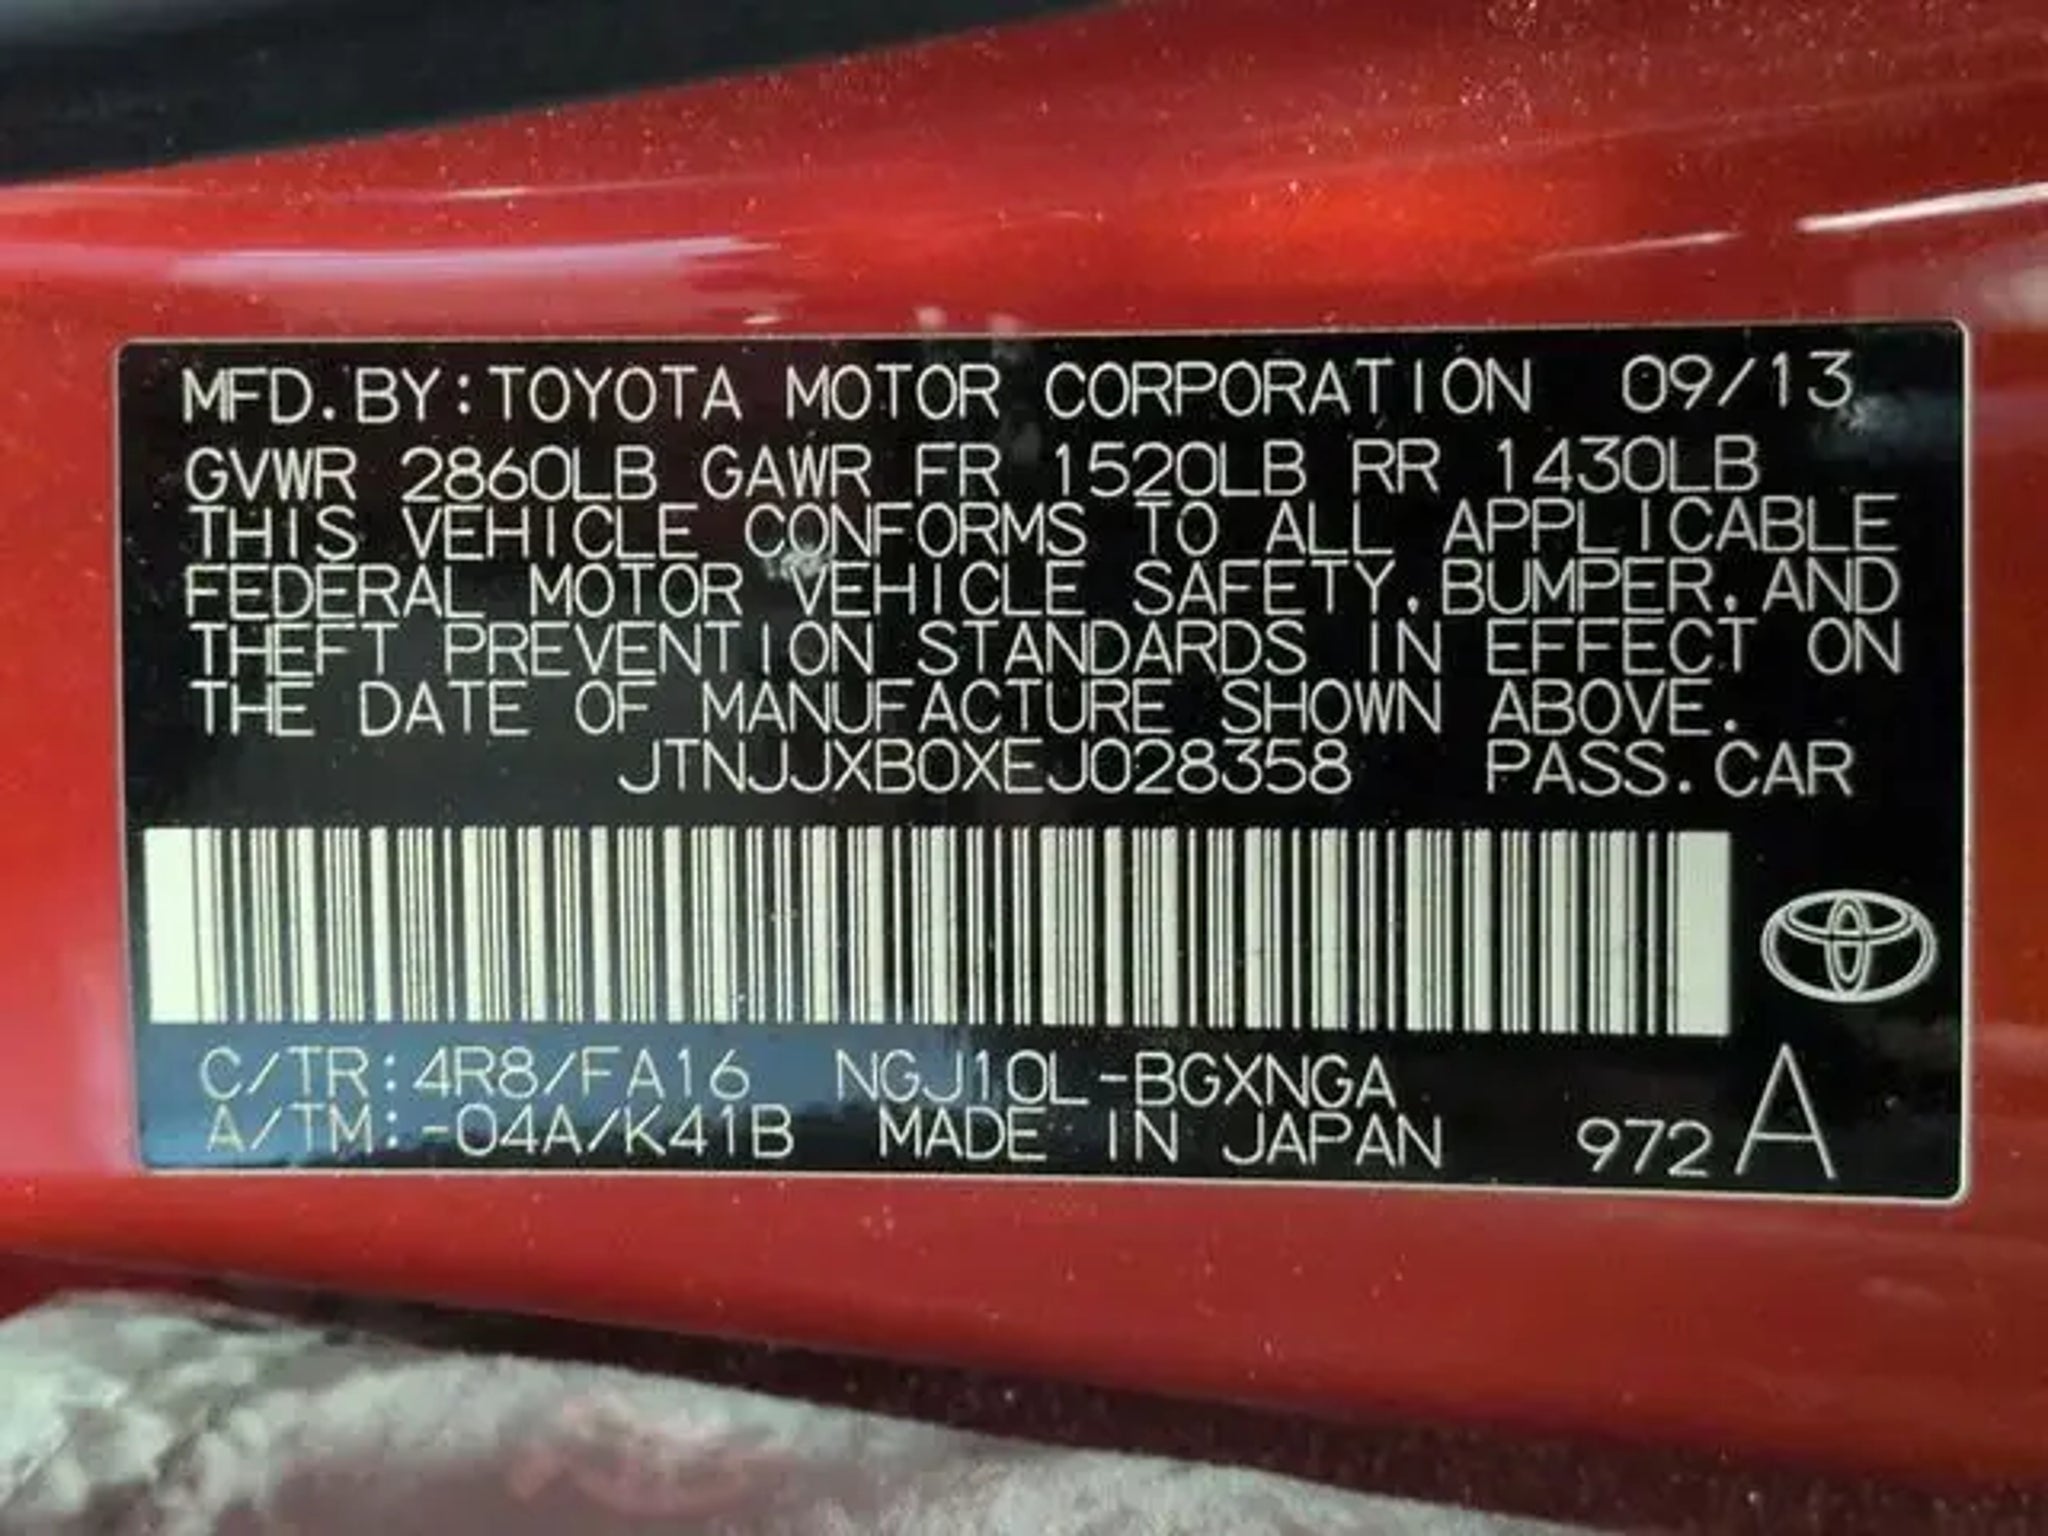 MFD. BY: TOYOTA MOTOR CORPORATION 09/13
GVWR 2860LB GAWR FR 1520LB RR 1430LB
THIS VEHICLE CONFORMS TO ALL APPLICABLE
FEDERAL MOTOR VEHICLE SAFETY, BUMPER, AND
THEFT PREVENTION STANDARDS IN EFFECT ON
THE DATE OF MANUFACTURE SHOWN ABOVE.
JTNJJXB0XEJ028358 PASS. CAR
C/TR: 4R8/FA16 NGJ10L-BGXNGA
A/TM: -04A/K41B MADE IN JAPAN 972 A